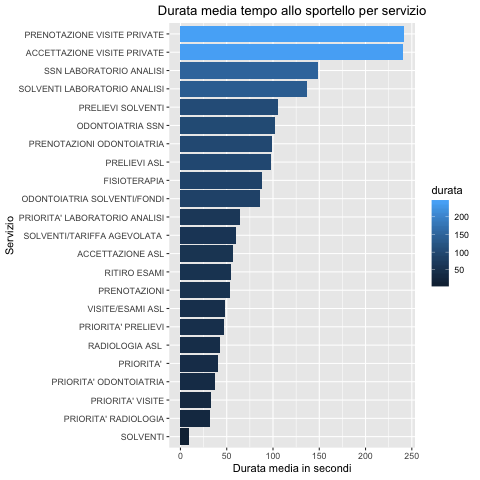 Durata media tempo allo sportello per servizio
PRENOTAZIONE VISITE PRIVATE
ACCETTAZIONE VISITE PRIVATE
SSN LABORATORIO ANALISI
SOLVENTI LABORATORIO ANALISI
PRELIEVI SOLVENTI
ODONTOIATRIA SSN
PRENOTAZIONI ODONTOIATRIA
PRELIEVI ASL
FISIOTERAPIA
ODONTOIATRIA SOLVENTI/FONDI
PRIORITA' LABORATORIO ANALISI
SOLVENTI/TARIFFA AGEVOLATA
ACCETTAZIONE ASL
RITIRO ESAMI
PRENOTAZIONI
VISITE/ESAMI ASL
PRIORITA' PRELIEVI
RADIOLOGIA ASL
PRIORITA'
PRIORITA' ODONTOIATRIA
PRIORITA' VISITE
PRIORITA' RADIOLOGIA
SOLVENTI
Servizio
0 50 100 150 200 250
Durata media in secondi
durata
200
150
100
50